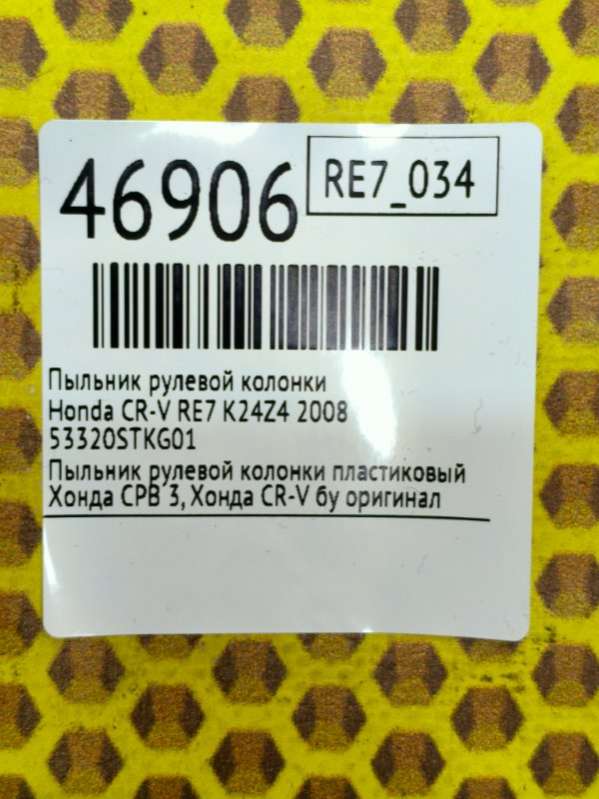 46906
RE7_034
Пыльник рулевой колонки
Honda CR-V RE7 K24Z4 2008
53320STKG01
Пыльник рулевой колонки пластиковый
Хонда СРВ 3, Хонда CR-V бу оригинал